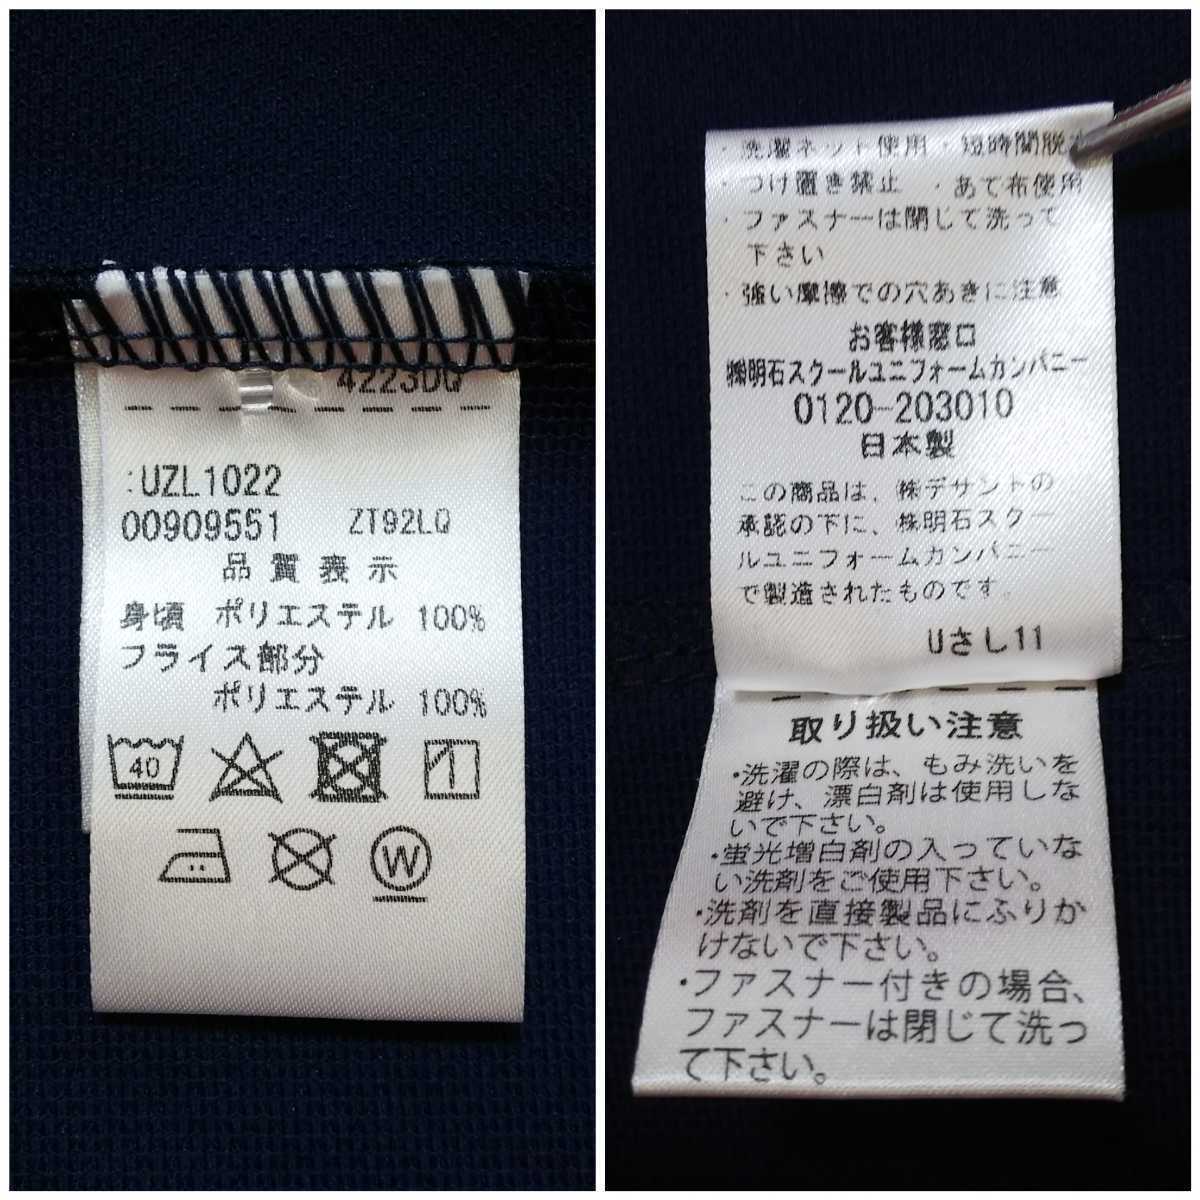 4223DQ
:UZL1022
00909551 ZT92LQ
品質表示
身頃 ポリエステル 100%
フライス部分
ポリエステル 100%
40
W
・洗濯ネット使用・短時間脱水
・つけ置き禁止 ・あて布使用
・ファスナーは閉じて洗って
下さい
・強い摩擦での穴あきに注意
お客様窓口
㈱明石スクールユニフォームカンパニー
0120-203010
日本製
この商品は、㈱デサントの
承認の下に、㈱明石スクー
ルユニフォームカンパニー
で製造されたものです。
Uさし11
取り扱い注意
・洗濯の際は、もみ洗いを
避け、漂白剤は使用しな
いで下さい。
・蛍光増白剤の入っていな
い洗剤をご使用下さい。
・洗剤を直接製品にふりか
けないで下さい。
・ファスナー付きの場合、
ファスナーは閉じて洗っ
て下さい。